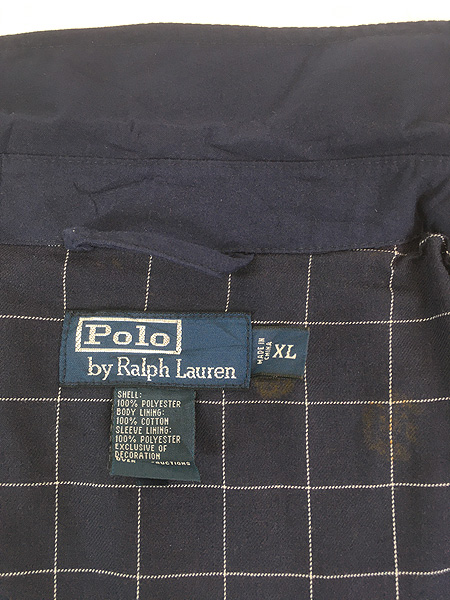 Polo
by Ralph Lauren
MADE IN
CHINA
XL
SHELL:
100% POLYESTER
BODY LINING:
100% COTTON
SLEEVE LINING:
100% POLYESTER
EXCLUSIVE OF
DECORATION